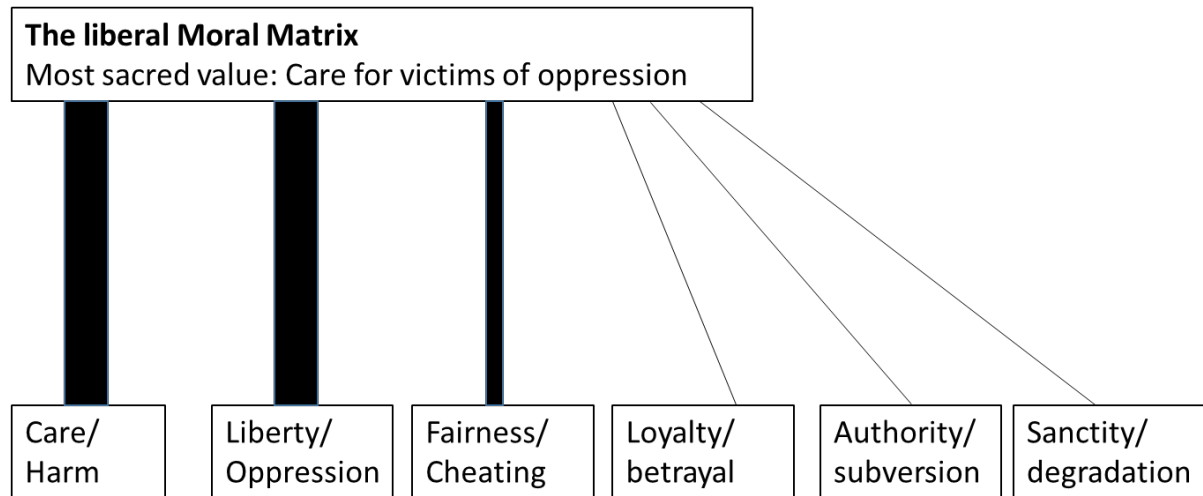 The liberal Moral Matrix
Most sacred value: Care for victims of oppression
Care/
Harm
Liberty/
Oppression
Fairness/
Cheating
Loyalty/
betrayal
Authority/
subversion
Sanctity/
degradation